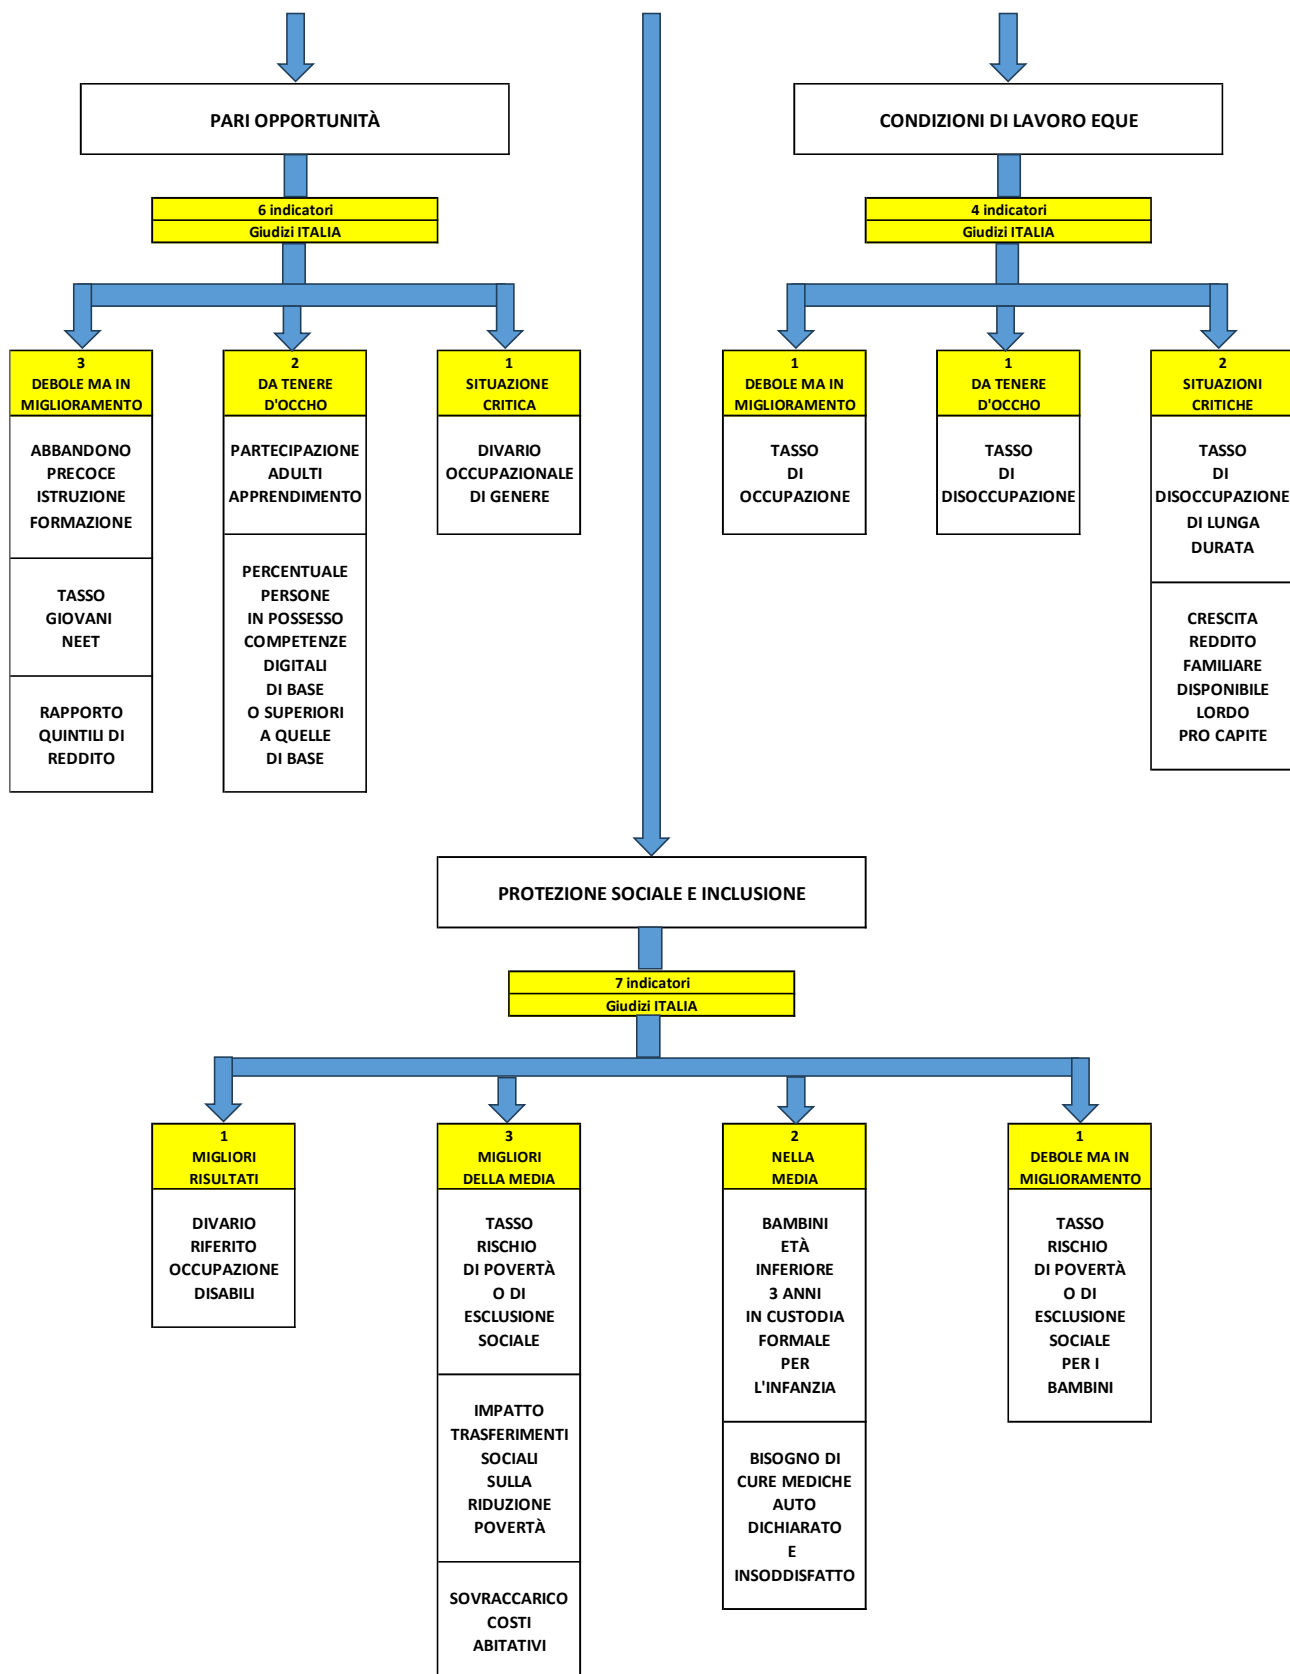 PARI OPPORTUNITÀ
6 indicatori
Giudizi ITALIA
3
DEBOLE MA IN
MIGLIORAMENTO
ABBANDONO
PRECOCE
ISTRUZIONE
FORMAZIONE
TASSO
GIOVANI
NEET
RAPPORTO
QUINTILI DI
REDDITO
2
DA TENERE
D'OCCHO
PARTECIPAZIONE
ADULTI
APPRENDIMENTO
PERCENTUALE
PERSONE
IN POSSESSO
COMPETENZE
DIGITALI
DI BASE
O SUPERIORI
A QUELLE
DI BASE
1
SITUAZIONE
CRITICA
DIVARIO
OCCUPAZIONALE
DI GENERE
CONDIZIONI DI LAVORO EQUE
4 indicatori
Giudizi ITALIA
1
DEBOLE MA IN
MIGLIORAMENTO
TASSO
DI
OCCUPAZIONE
1
DA TENERE
D'OCCHO
TASSO
DI
DISOCCUPAZIONE
2
SITUAZIONI
CRITICHE
TASSO
DI
DISOCCUPAZIONE
DI LUNGA
DURATA
CRESCITA
REDDITO
FAMILIARE
DISPONIBILE
LORDO
PRO CAPITE
PROTEZIONE SOCIALE E INCLUSIONE
7 indicatori
Giudizi ITALIA
1
MIGLIORI
RISULTATI
DIVARIO
RIFERITO
OCCUPAZIONE
DISABILI
3
MIGLIORI
DELLA MEDIA
TASSO
RISCHIO
DI POVERTÀ
O DI
ESCLUSIONE
SOCIALE
IMPATTO
TRASFERIMENTI
SOCIALI
SULLA
RIDUZIONE
POVERTÀ
SOVRACCARICO
COSTI
ABITATIVI
2
NELLA
MEDIA
BAMBINI
ETÀ
INFERIORE
3 ANNI
IN CUSTODIA
FORMALE
PER
L'INFANZIA
BISOGNO DI
CURE MEDICHE
AUTO
DICHIARATO
E
INSODDISFATTO
1
DEBOLE MA IN
MIGLIORAMENTO
TASSO
RISCHIO
DI POVERTÀ
O DI
ESCLUSIONE
SOCIALE
PER I
BAMBINI